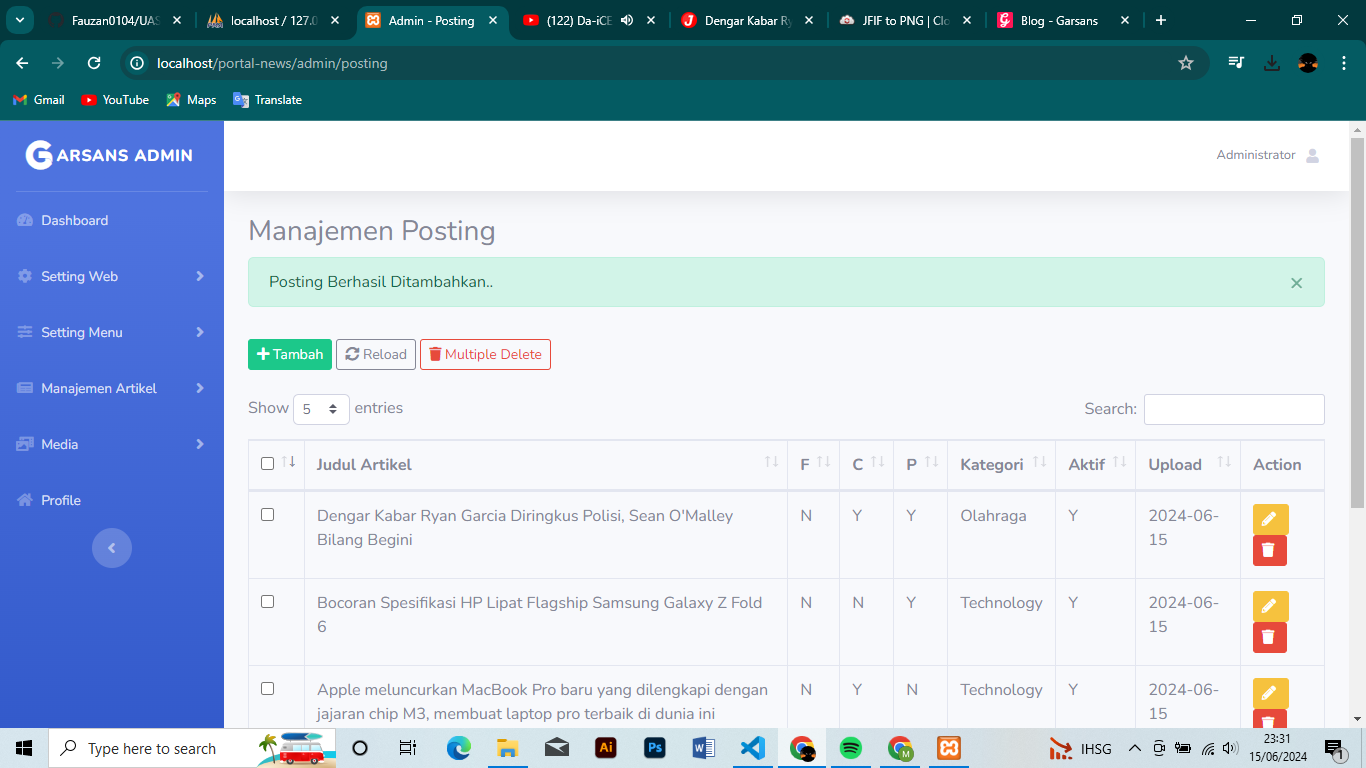 Fauzan0104/UAS
localhost / 127.0
Admin - Posting
(122) Da-iCE
Dengar Kabar Ry
JFIF to PNG | Clo
Blog - Garsans
localhost/portal-news/admin/posting
Gmail
YouTube
Maps
Translate
GARSANS ADMIN
Administrator
Dashboard
Setting Web
Setting Menu
Manajemen Artikel
Media
Profile
Manajemen Posting
Posting Berhasil Ditambahkan..
Tambah
Reload
Multiple Delete
Show 5 entries
Search:
Judul Artikel F C P Kategori Aktif Upload Action
Dengar Kabar Ryan Garcia Diringkus Polisi, Sean O'Malley N Y Y Olahraga Y 2024-06-
Bilang Begini 15
Bocoran Spesifikasi HP Lipat Flagship Samsung Galaxy Z Fold N N Y Technology Y 2024-06-
6 15
Apple meluncurkan MacBook Pro baru yang dilengkapi dengan N Y N Technology Y 2024-06-
jajaran chip M3, membuat laptop pro terbaik di dunia ini 15
Type here to search
Ai
Ps
W
M
IHSG
23:31
15/06/2024
1